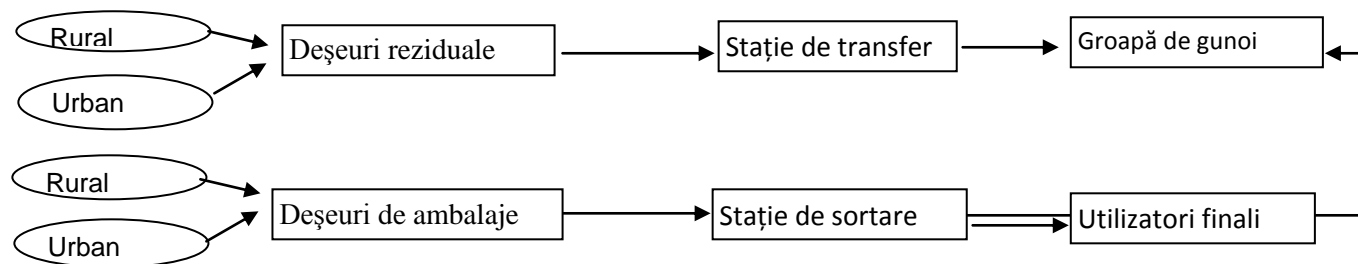 Rural
Deşeuri reziduale
Stație de transfer
Groapă de gunoi
Urban
Rural
Deşeuri de ambalaje
Stație de sortare
Utilizatori finali
Urban